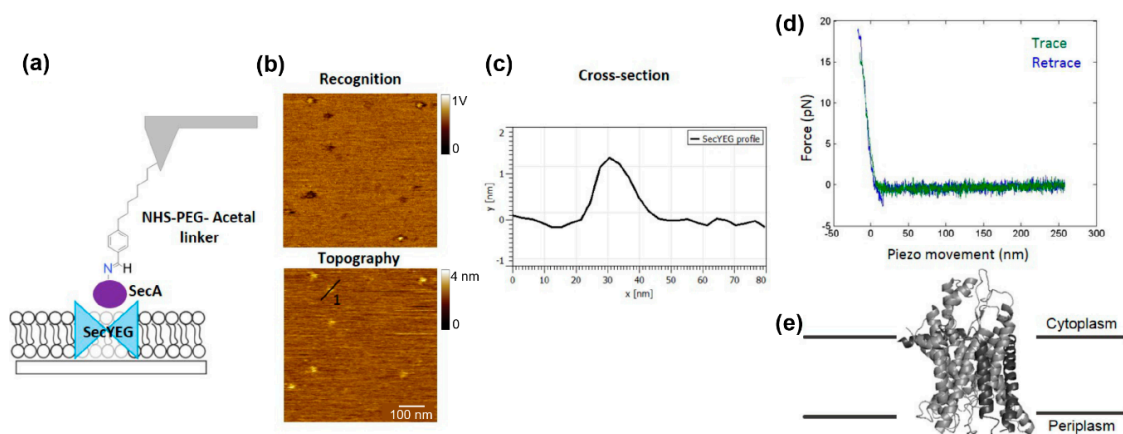 (a)
NHS-PEG- Acetal
linker
N
H
SecA
SecYEG
(b)
Recognition
1V
0
Topography
4 nm
0
1
100 nm
(c)
Cross-section
SecYEG profile
2
1
0
-1
y [nm]
0 10 20 30 40 50 60 70 80
x [nm]
(d)
Trace
Retrace
20
15
10
5
0
-5
Force (pN)
-50 0 50 100 150 200 250 300
Piezo movement (nm)
(e)
Cytoplasm
Periplasm